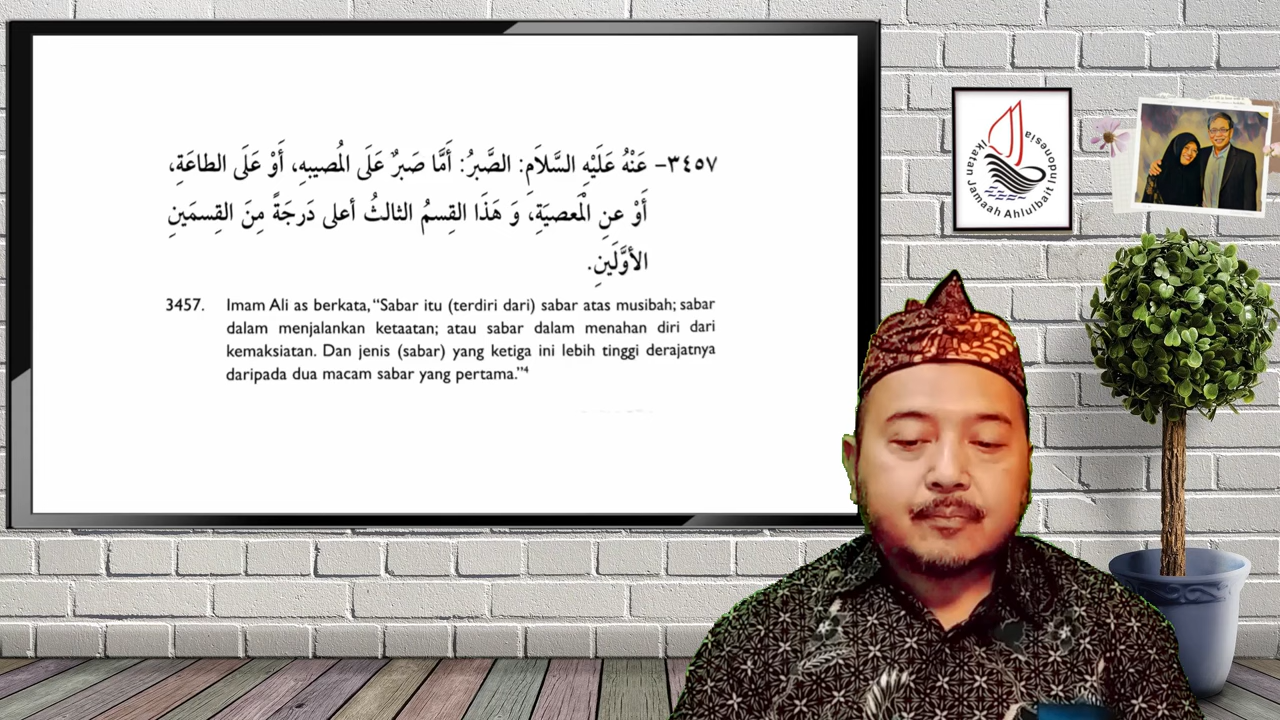 ٣٤٥٧– عَنْهُ عَلَيْهِ السَّلاَم: الصَّبرُ: أَمَّا صَبرٌ عَلَى المُصيبهِ، أَوْ عَلَى الطاعَةِ،
أَوْ عنِ المَعصيَةِ، وَ هَذَا القِسمُ الثالثُ أعلى دَرَجَةً مِنَ القِسمَينِ
الأوَّلَينِ.
3457. Imam Ali as berkata, “Sabar itu (terdiri dari) sabar atas musibah; sabar
dalam menjalankan ketaatan; atau sabar dalam menahan diri dari
kemaksiatan. Dan jenis (sabar) yang ketiga ini lebih tinggi derajatnya
daripada dua macam sabar yang pertama.”4
Ikatan Jamaah Ahlulbait Indonesia